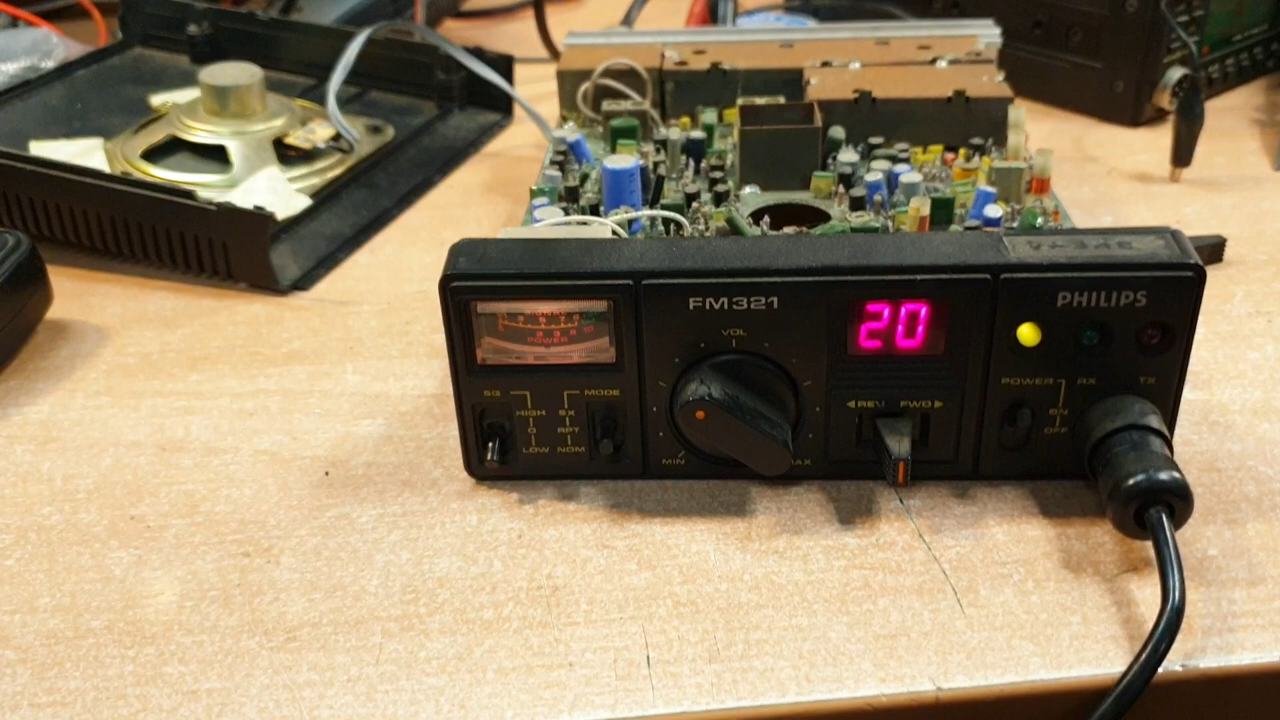 FM321
PHILIPS
VOL
20
SIGNAL
POWER
SQ
MODE
HIGH
SX
O
RPT
LOW
NOM
MIN
MAX
◀REV FWD▶
POWER
RX
TX
ON
OFF